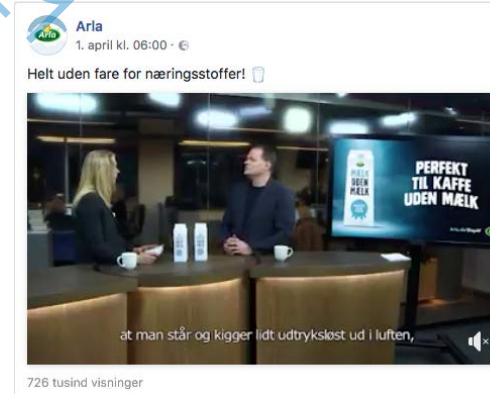 Arla
Arla
1. april kl. 06:00 ·
Helt uden fare for næringsstoffer!
MÆLK
UDEN
MÆLK
PERFEKT
TIL KAFFE
UDEN MÆLK
at man står og kigger lidt udtryksløst ud i luften,
726 tusind visninger